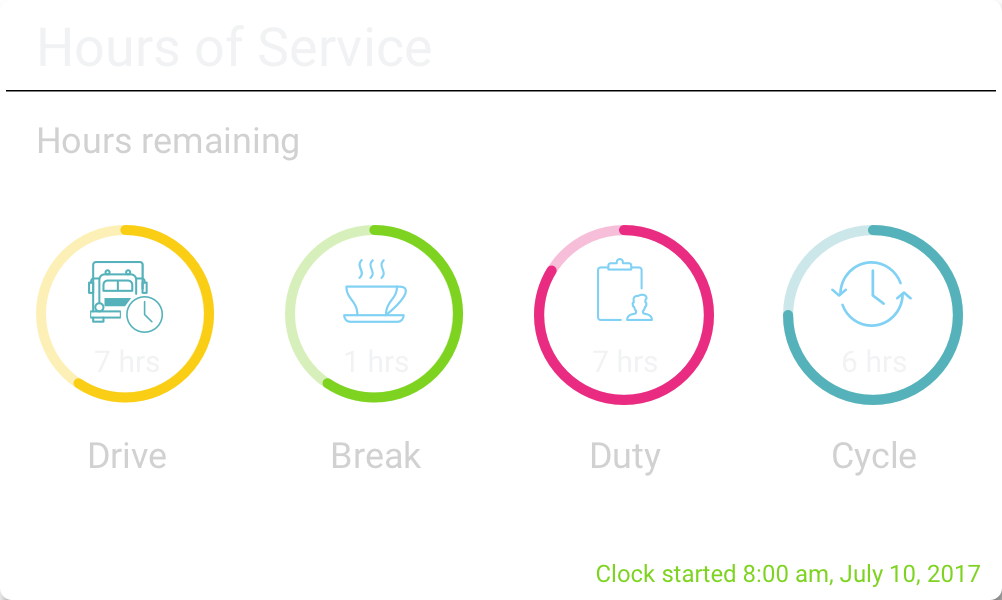 Hours of Service
Hours remaining
7 hrs
1 hrs
7 hrs
6 hrs
Drive
Break
Duty
Cycle
Clock started 8:00 am, July 10, 2017